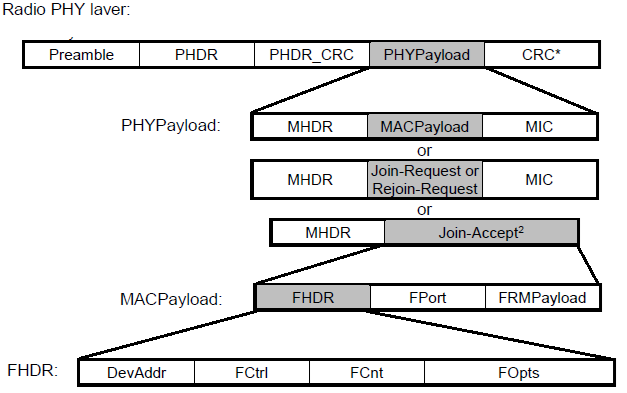 Radio PHY layer:
Preamble PHDR PHDR_CRC PHYPayload CRC*
PHYPayload: MHDR MACPayload MIC
or
MHDR Join-Request or Rejoin-Request MIC
or
MHDR Join-Accept2
MACPayload: FHDR FPort FRMPayload
FHDR: DevAddr FCtrl FCnt FOpts